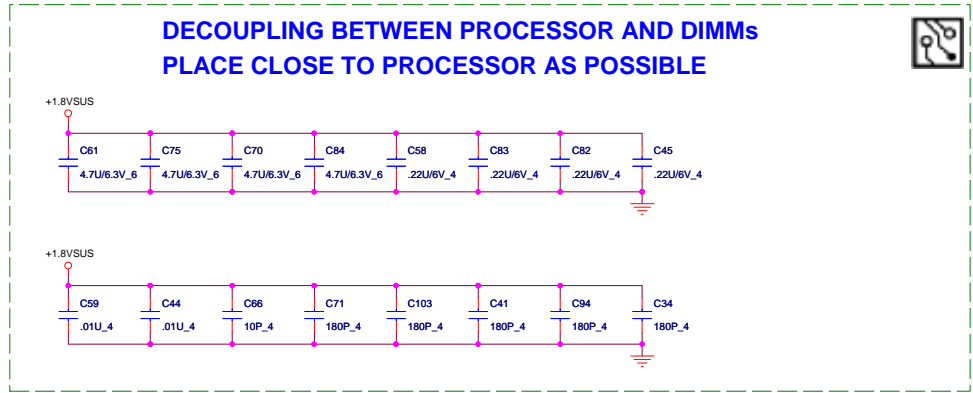 DECOUPLING BETWEEN PROCESSOR AND DIMMs
PLACE CLOSE TO PROCESSOR AS POSSIBLE
+1.8VSUS
C61 C75 C70 C84 C58 C83 C82 C45
4.7U/6.3V_6 4.7U/6.3V_6 4.7U/6.3V_6 4.7U/6.3V_6 .22U/6V_4 .22U/6V_4 .22U/6V_4 .22U/6V_4
+1.8VSUS
C59 C44 C66 C71 C103 C41 C94 C34
.01U_4 .01U_4 10P_4 180P_4 180P_4 180P_4 180P_4 180P_4